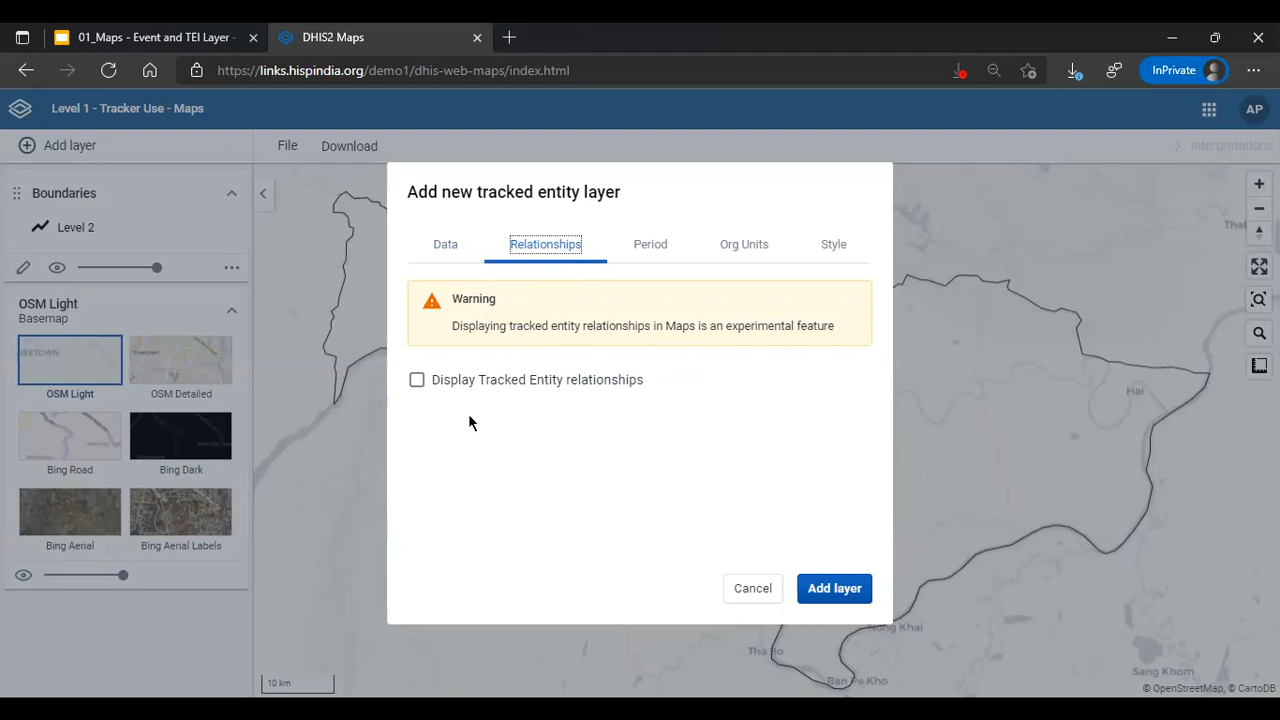 01_Maps - Event and TEI Layer -
DHIS2 Maps
https://links.hispindia.org/demo1/dhis-web-maps/index.html
InPrivate
Level 1 - Tracker Use - Maps
AP
Add layer
File
Download
Interpretations
Boundaries
Level 2
OSM Light
Basemap
OSM Light
OSM Detailed
Bing Road
Bing Dark
Bing Aerial
Bing Aerial Labels
Add new tracked entity layer
Data
Relationships
Period
Org Units
Style
Warning
Displaying tracked entity relationships in Maps is an experimental feature
Display Tracked Entity relationships
Cancel
Add layer
Hai
Nong Khai
Tha Bo
Ban Pa Kho
Sang Khom
10 km
© OpenStreetMap, © CartoDB